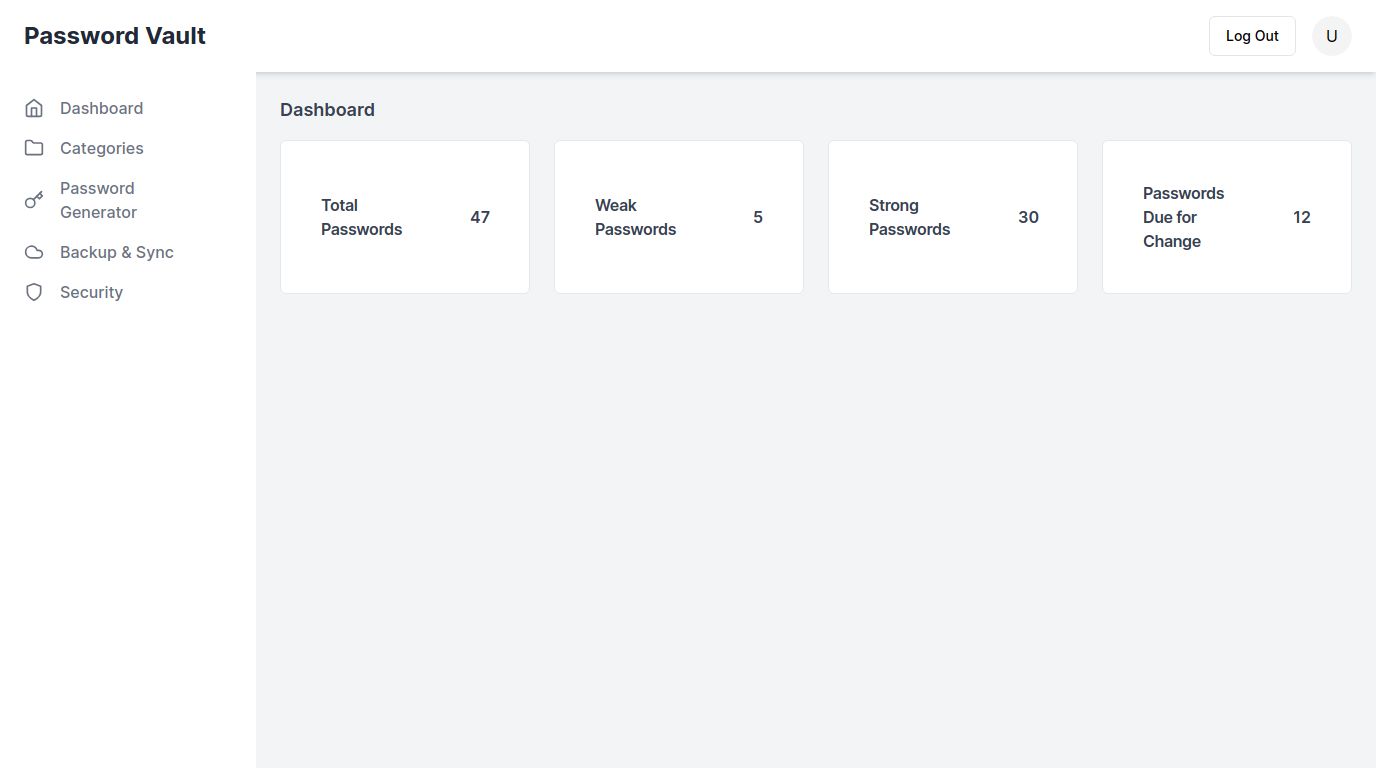 Password Vault
Log Out
U
Dashboard
Categories
Password
Generator
Backup & Sync
Security
Dashboard
Total
Passwords
47
Weak
Passwords
5
Strong
Passwords
30
Passwords
Due for
Change
12